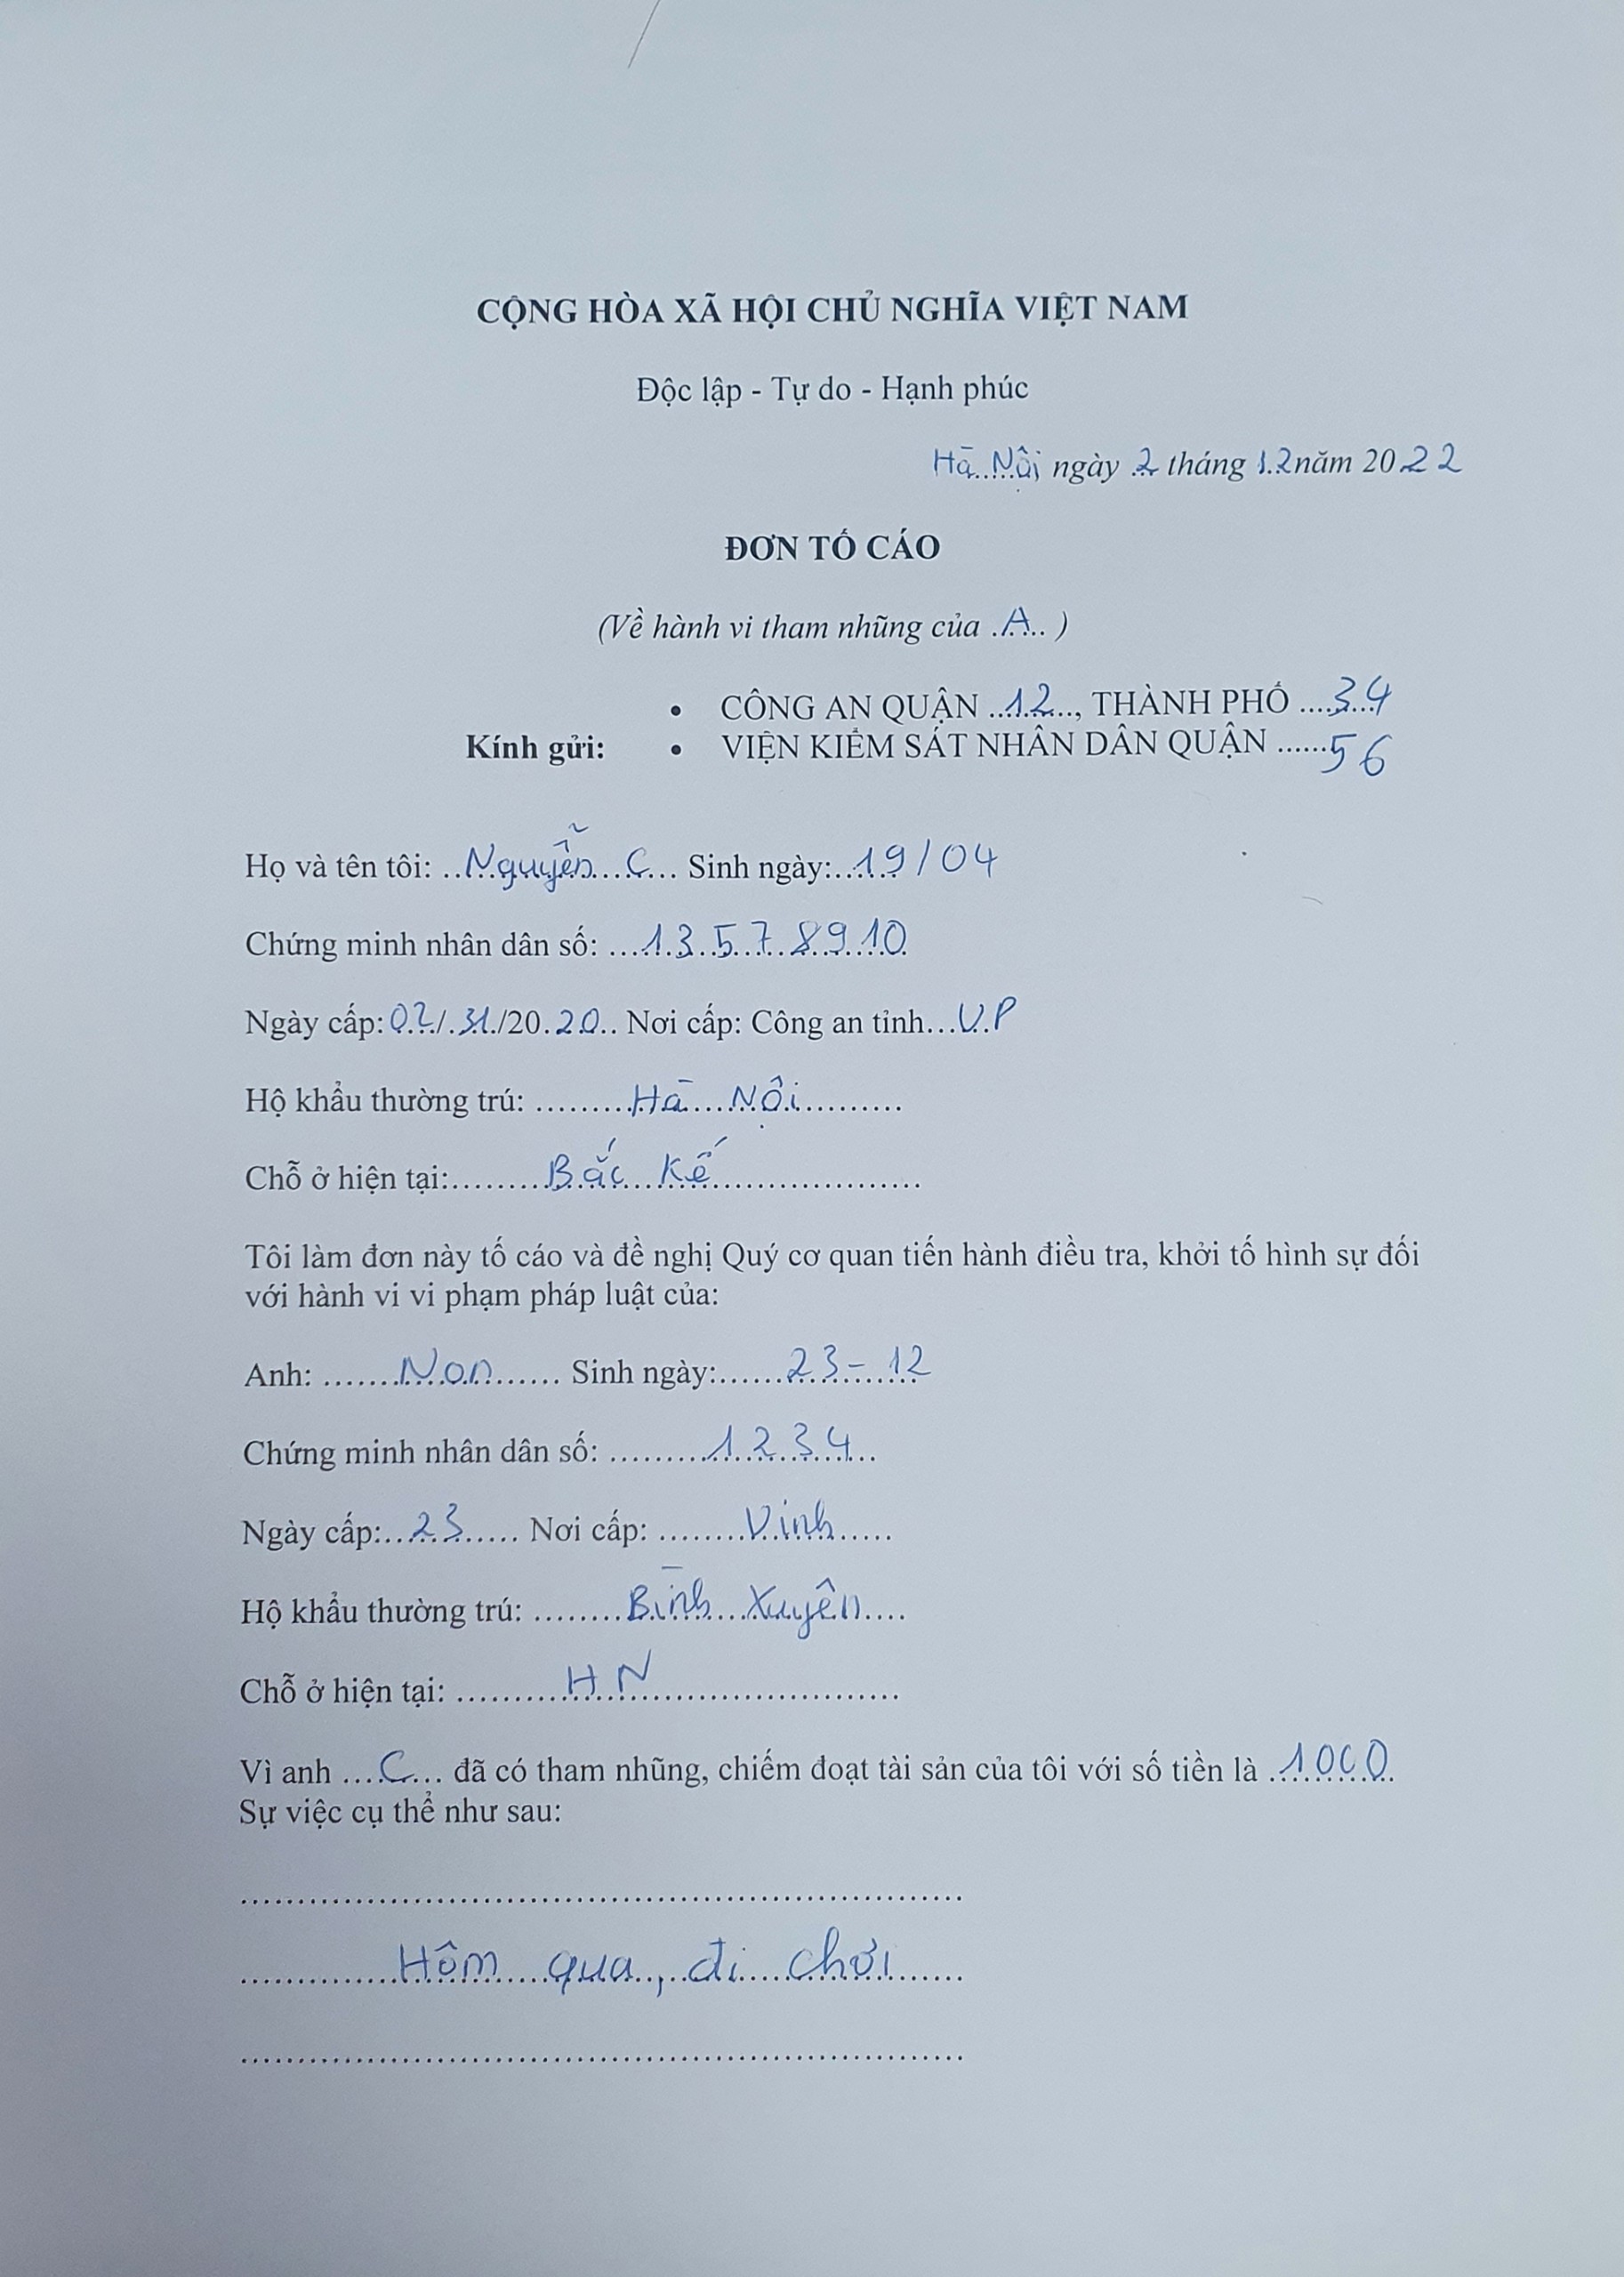 CỘNG HÒA XÃ HỘI CHỦ NGHĨA VIỆT NAM
Độc lập - Tự do - Hạnh phúc
Hà Nội ngày 2 tháng 12 năm 2022
ĐƠN TỐ CÁO
(Về hành vi tham nhũng của .A.. )
• CÔNG AN QUẬN ..12.., THÀNH PHỐ ....34
Kính gửi: • VIỆN KIỂM SÁT NHÂN DÂN QUẬN ......56
Họ và tên tôi: ..Nguyễn...C... Sinh ngày:.....19/04
Chứng minh nhân dân số: ...13578910
Ngày cấp:02/.31./20.20.. Nơi cấp: Công an tỉnh...VP
Hộ khẩu thường trú: .........Hà...Nội.........
Chỗ ở hiện tại:.........Bắc...Kế..................
Tôi làm đơn này tố cáo và đề nghị Quý cơ quan tiến hành điều tra, khởi tố hình sự đối
với hành vi vi phạm pháp luật của:
Anh: .......Non...... Sinh ngày:......23-12
Chứng minh nhân dân số: .........1234..
Ngày cấp:..23..... Nơi cấp: ........Vinh.....
Hộ khẩu thường trú: ........Bình...Xuyên....
Chỗ ở hiện tại: ..........HN......................
Vì anh ...C... đã có tham nhũng, chiếm đoạt tài sản của tôi với số tiền là .1000
Sự việc cụ thể như sau:
................................................................
..............Hôm....qua..,..đi....chơi......
................................................................